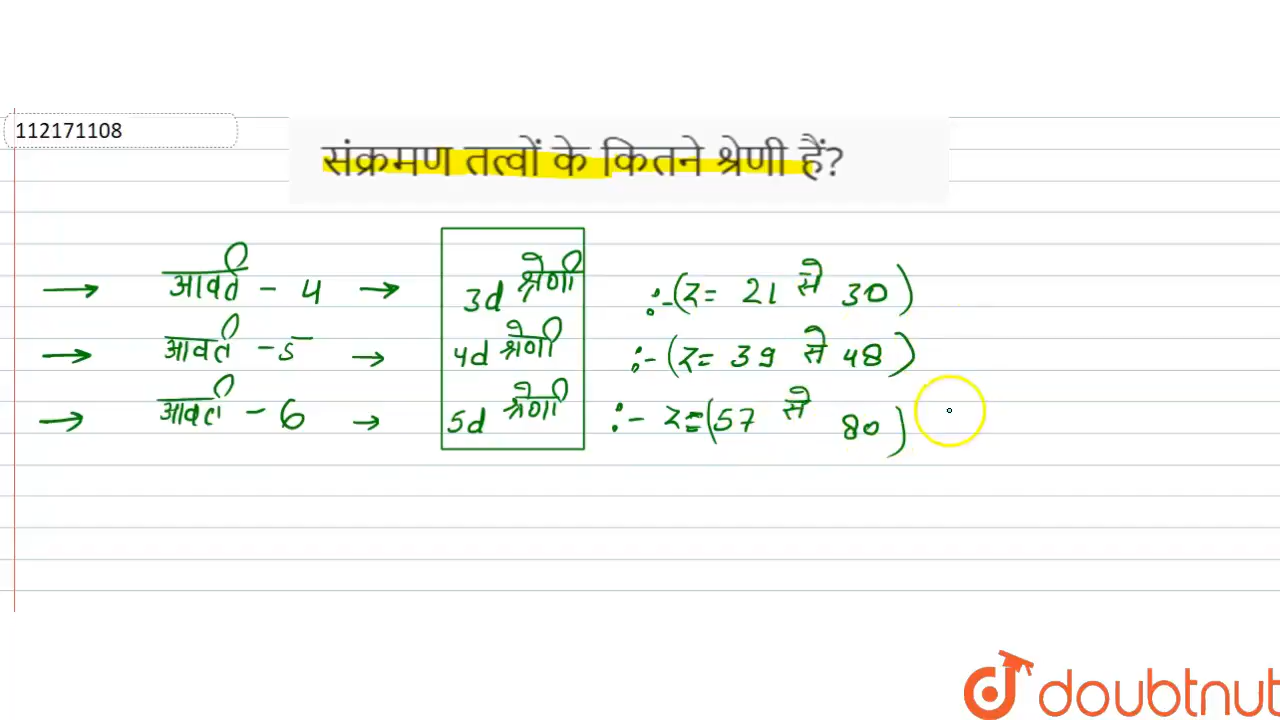 112171108
संक्रमण तत्वों के कितने श्रेणी हैं?
→ आवर्ती - 4 → 3d श्रेणी :- (Z= 21 से 30)
→ आवर्ती - 5 → 4d श्रेणी :- (Z= 39 से 48)
→ आवर्ती - 6 → 5d श्रेणी :- Z=(57 से 80)
doubtnut